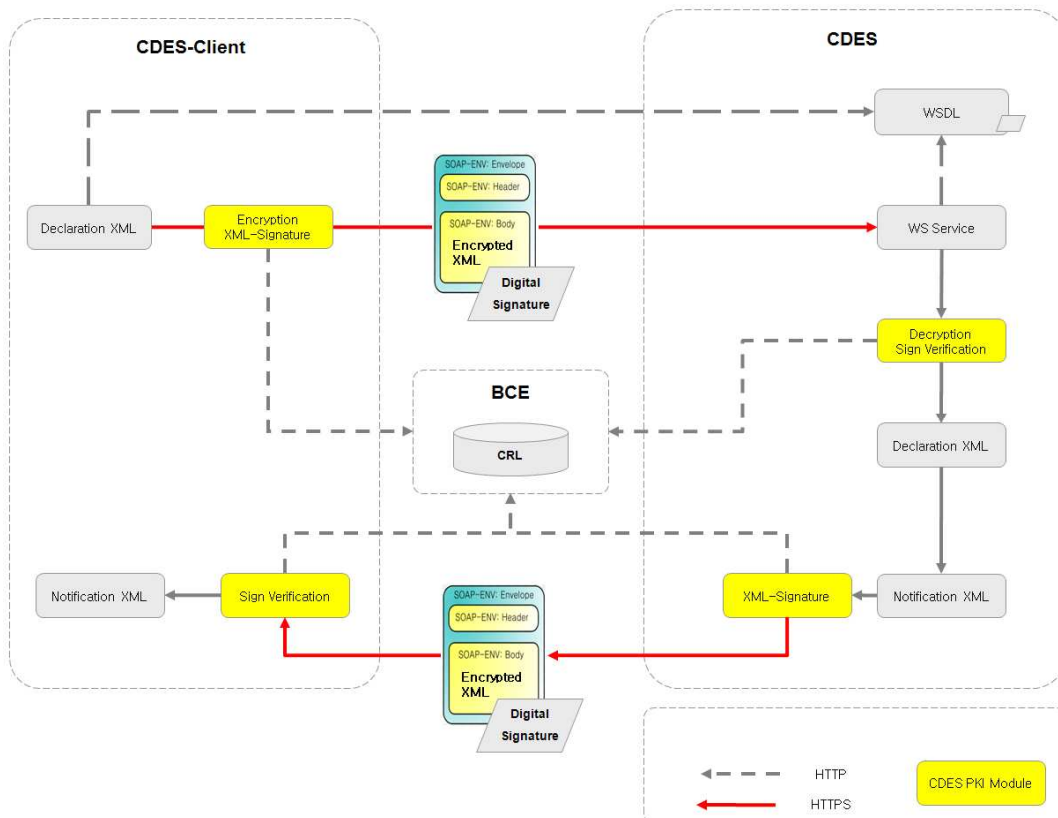 CDES-Client
CDES
WSDL
SOAP-ENV: Envelope
SOAP-ENV: Header
SOAP-ENV: Body
Encrypted
XML
Digital
Signature
Declaration XML
Encryption
XML-Signature
WS Service
Decryption
Sign Verification
BCE
CRL
Declaration XML
Notification XML
Sign Verification
SOAP-ENV: Envelope
SOAP-ENV: Header
SOAP-ENV: Body
Encrypted
XML
Digital
Signature
XML-Signature
Notification XML
HTTP
HTTPS
CDES PKI Module